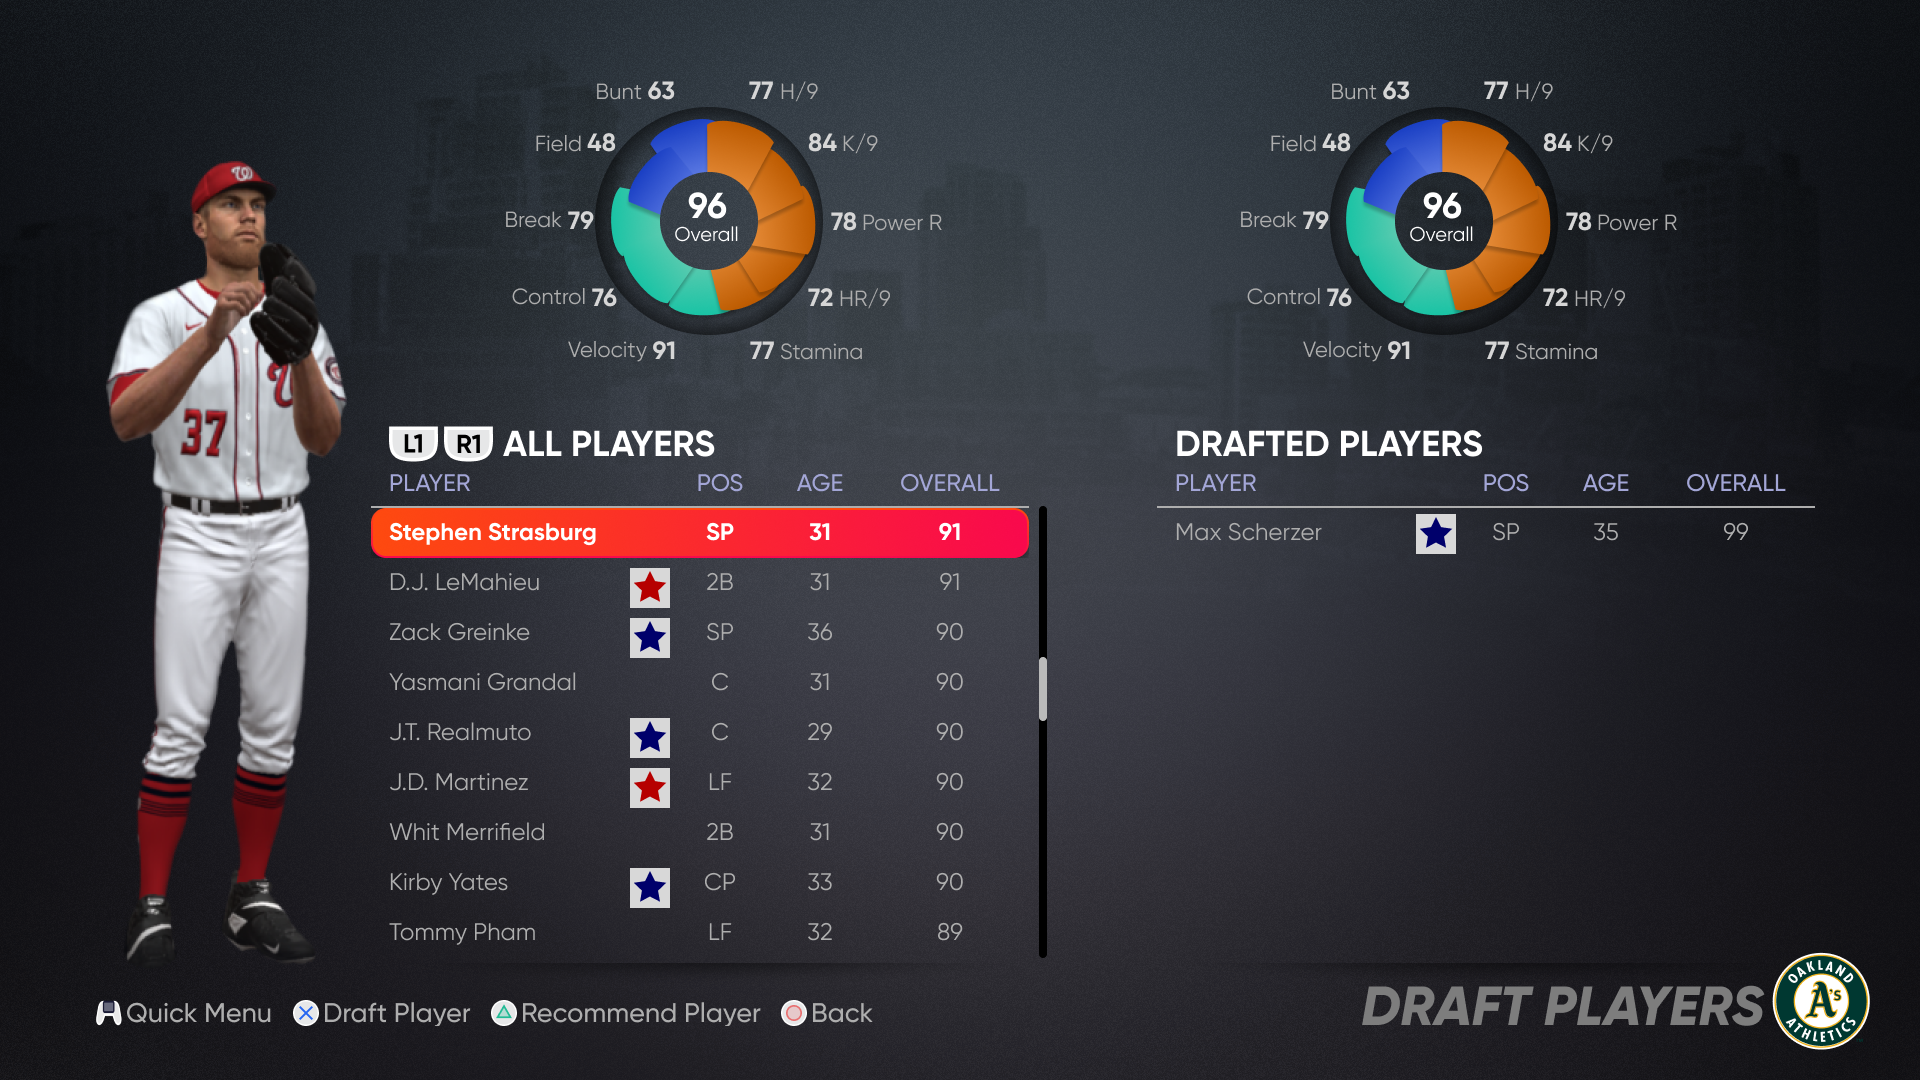 Bunt 63
77 H/9
Field 48
84 K/9
Break 79
96
Overall
78 Power R
Control 76
72 HR/9
Velocity 91
77 Stamina
Bunt 63
77 H/9
Field 48
84 K/9
Break 79
96
Overall
78 Power R
Control 76
72 HR/9
Velocity 91
77 Stamina
W
37
W
L1 R1 ALL PLAYERS
PLAYER POS AGE OVERALL
Stephen Strasburg SP 31 91
D.J. LeMahieu 2B 31 91
Zack Greinke SP 36 90
Yasmani Grandal C 31 90
J.T. Realmuto C 29 90
J.D. Martinez LF 32 90
Whit Merrifield 2B 31 90
Kirby Yates CP 33 90
Tommy Pham LF 32 89
DRAFTED PLAYERS
PLAYER POS AGE OVERALL
Max Scherzer SP 35 99
Quick Menu Draft Player Recommend Player Back
DRAFT PLAYERS
OAKLAND
A's
ATHLETICS